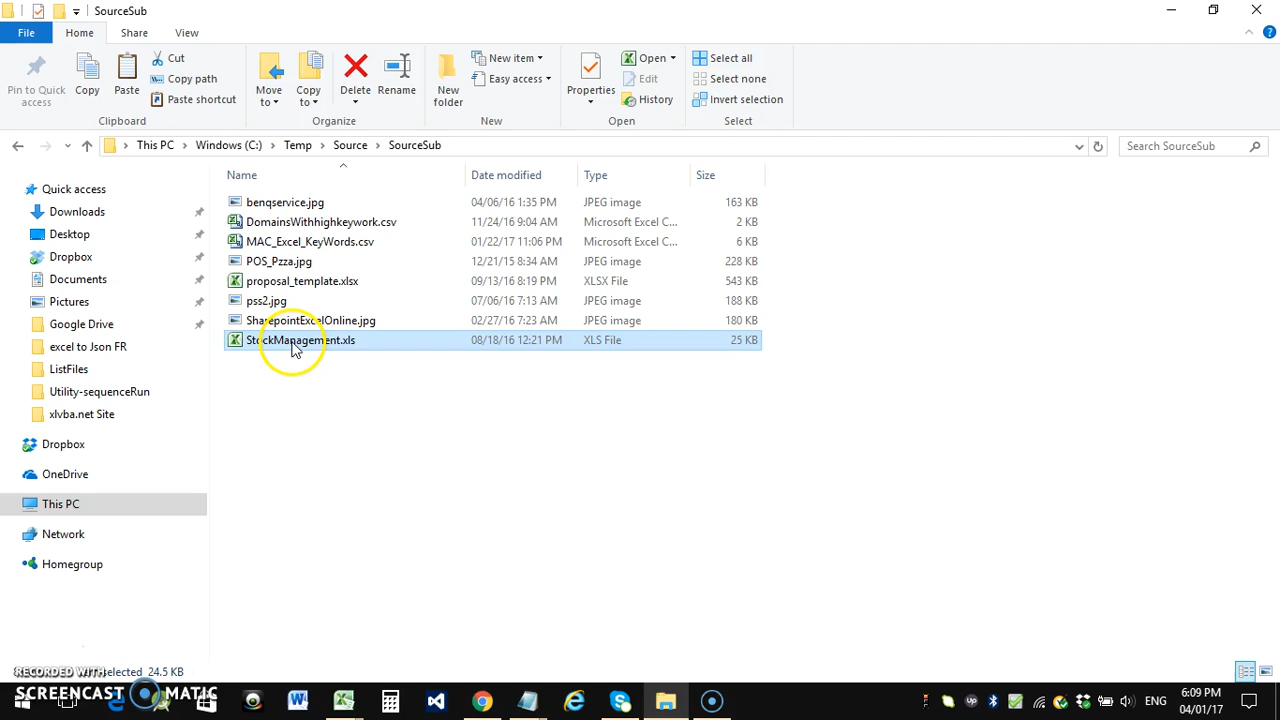 SourceSub
File Home Share View
Pin to Quick access
Copy
Paste
Cut
Copy path
Paste shortcut
Clipboard
Move to
Copy to
Delete
Rename
Organize
New folder
New item
Easy access
New
Properties
Open
Edit
History
Open
Select all
Select none
Invert selection
Select
This PC Windows (C:) Temp Source SourceSub
Search SourceSub
Name Date modified Type Size
benqservice.jpg 04/06/16 1:35 PM JPEG image 163 KB
DomainsWithhighkeywork.csv 11/24/16 9:04 AM Microsoft Excel C... 2 KB
MAC_Excel_KeyWords.csv 01/22/17 11:06 PM Microsoft Excel C... 6 KB
POS_Pzza.jpg 12/21/15 8:34 AM JPEG image 228 KB
proposal_template.xlsx 09/13/16 8:19 PM XLSX File 543 KB
pss2.jpg 07/06/16 7:13 AM JPEG image 188 KB
SharepointExcelOnline.jpg 02/27/16 7:23 AM JPEG image 180 KB
StockManagement.xls 08/18/16 12:21 PM XLS File 25 KB
Quick access
Downloads
Desktop
Dropbox
Documents
Pictures
Google Drive
excel to Json FR
ListFiles
Utility-sequenceRun
xlvba.net Site
Dropbox
OneDrive
This PC
Network
Homegroup
selected 24.5 KB
RECORDED WITH
SCREENCAST MATIC
ENG
6:09 PM
04/01/17